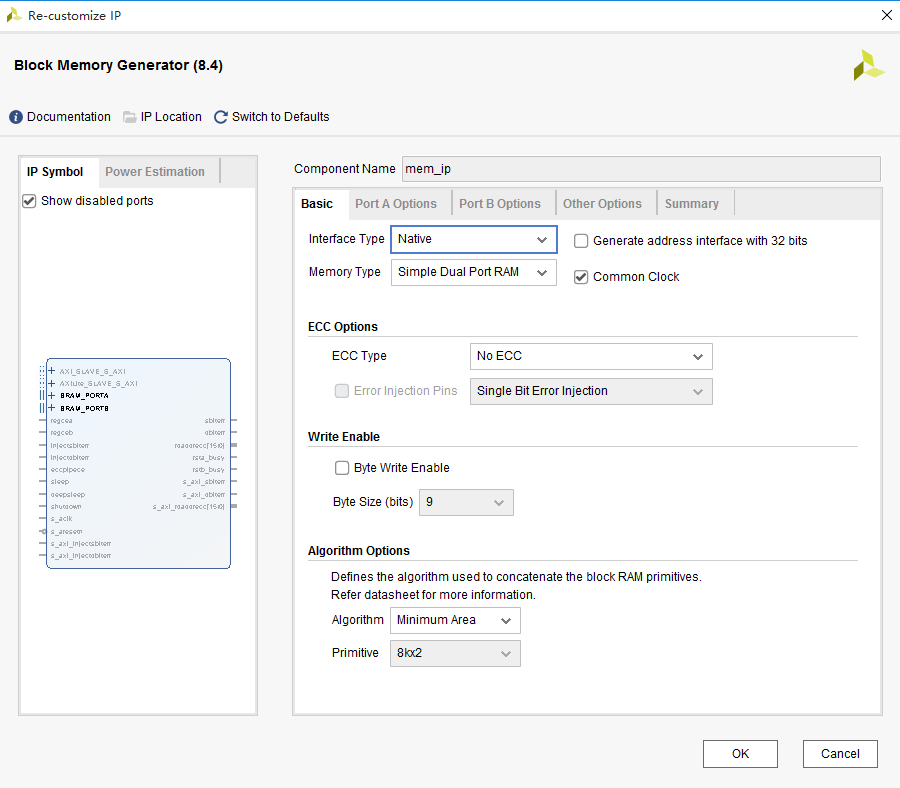 Re-customize IP
Block Memory Generator (8.4)
Documentation IP Location Switch to Defaults
IP Symbol Power Estimation
Show disabled ports
AXI_SLAVE_S_AXI
AXILite_SLAVE_S_AXI
BRAM_PORTA
BRAM_PORTB
regcea
regceb
injectsbiterr
injectdbiterr
eccpipece
sleep
deepsleep
shutdown
s_aclk
s_aresetn
s_axi_injectsbiterr
s_axi_injectdbiterr
sbiterr
dbiterr
rdaddrecc[15:0]
rsta_busy
rstb_busy
s_axi_sbiterr
s_axi_dbiterr
s_axi_rdaddrecc[15:0]
Component Name mem_ip
Basic Port A Options Port B Options Other Options Summary
Interface Type Native Generate address interface with 32 bits
Memory Type Simple Dual Port RAM Common Clock
ECC Options
ECC Type No ECC
Error Injection Pins Single Bit Error Injection
Write Enable
Byte Write Enable
Byte Size (bits) 9
Algorithm Options
Defines the algorithm used to concatenate the block RAM primitives.
Refer datasheet for more information.
Algorithm Minimum Area
Primitive 8kx2
OK Cancel